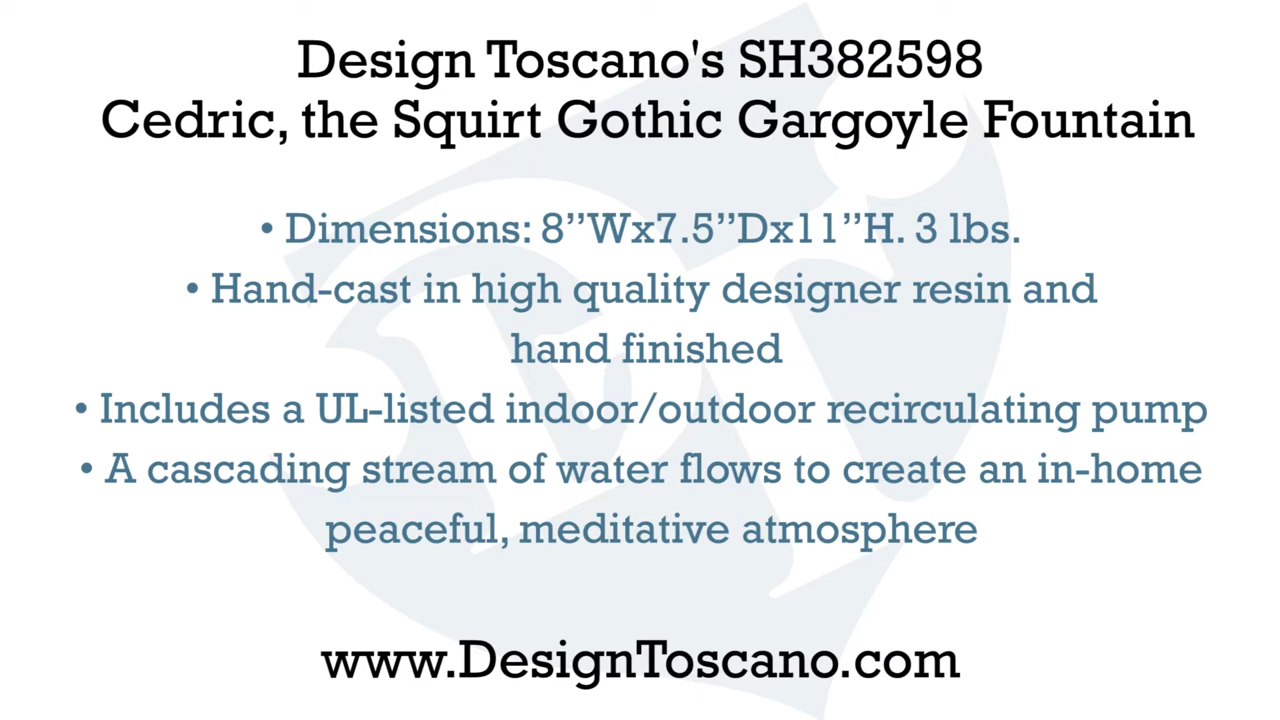 Design Toscano's SH382598
Cedric, the Squirt Gothic Gargoyle Fountain
• Dimensions: 8”Wx7.5”Dx11”H. 3 lbs.
• Hand-cast in high quality designer resin and
hand finished
• Includes a UL-listed indoor/outdoor recirculating pump
• A cascading stream of water flows to create an in-home
peaceful, meditative atmosphere
www.DesignToscano.com